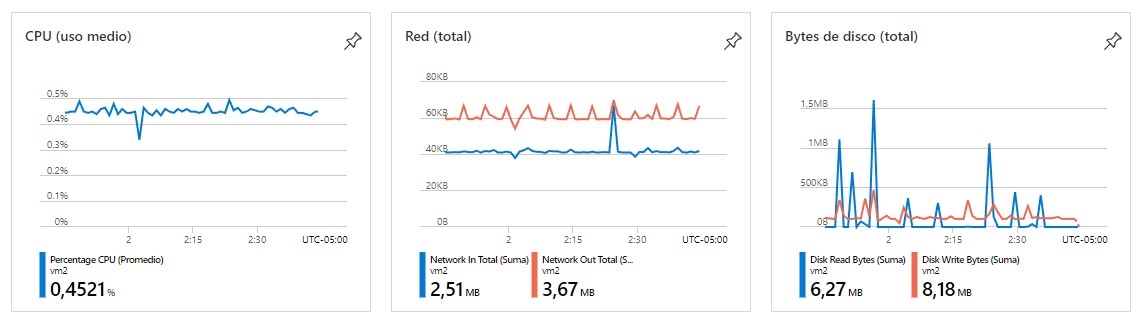 CPU (uso medio)
0.5%
0.4%
0.3%
0.2%
0.1%
0%
2
2:15
2:30
UTC-05:00
Percentage CPU (Promedio)
vm2
0,4521 %
Red (total)
80KB
60KB
40KB
20KB
0B
2
2:15
2:30
UTC-05:00
Network In Total (Suma)
vm2
2,51 MB
Network Out Total (S...
vm2
3,67 MB
Bytes de disco (total)
1,5MB
1MB
500KB
0B
2
2:15
2:30
UTC-05:00
Disk Read Bytes (Suma)
vm2
6,27 MB
Disk Write Bytes (Suma)
vm2
8,18 MB